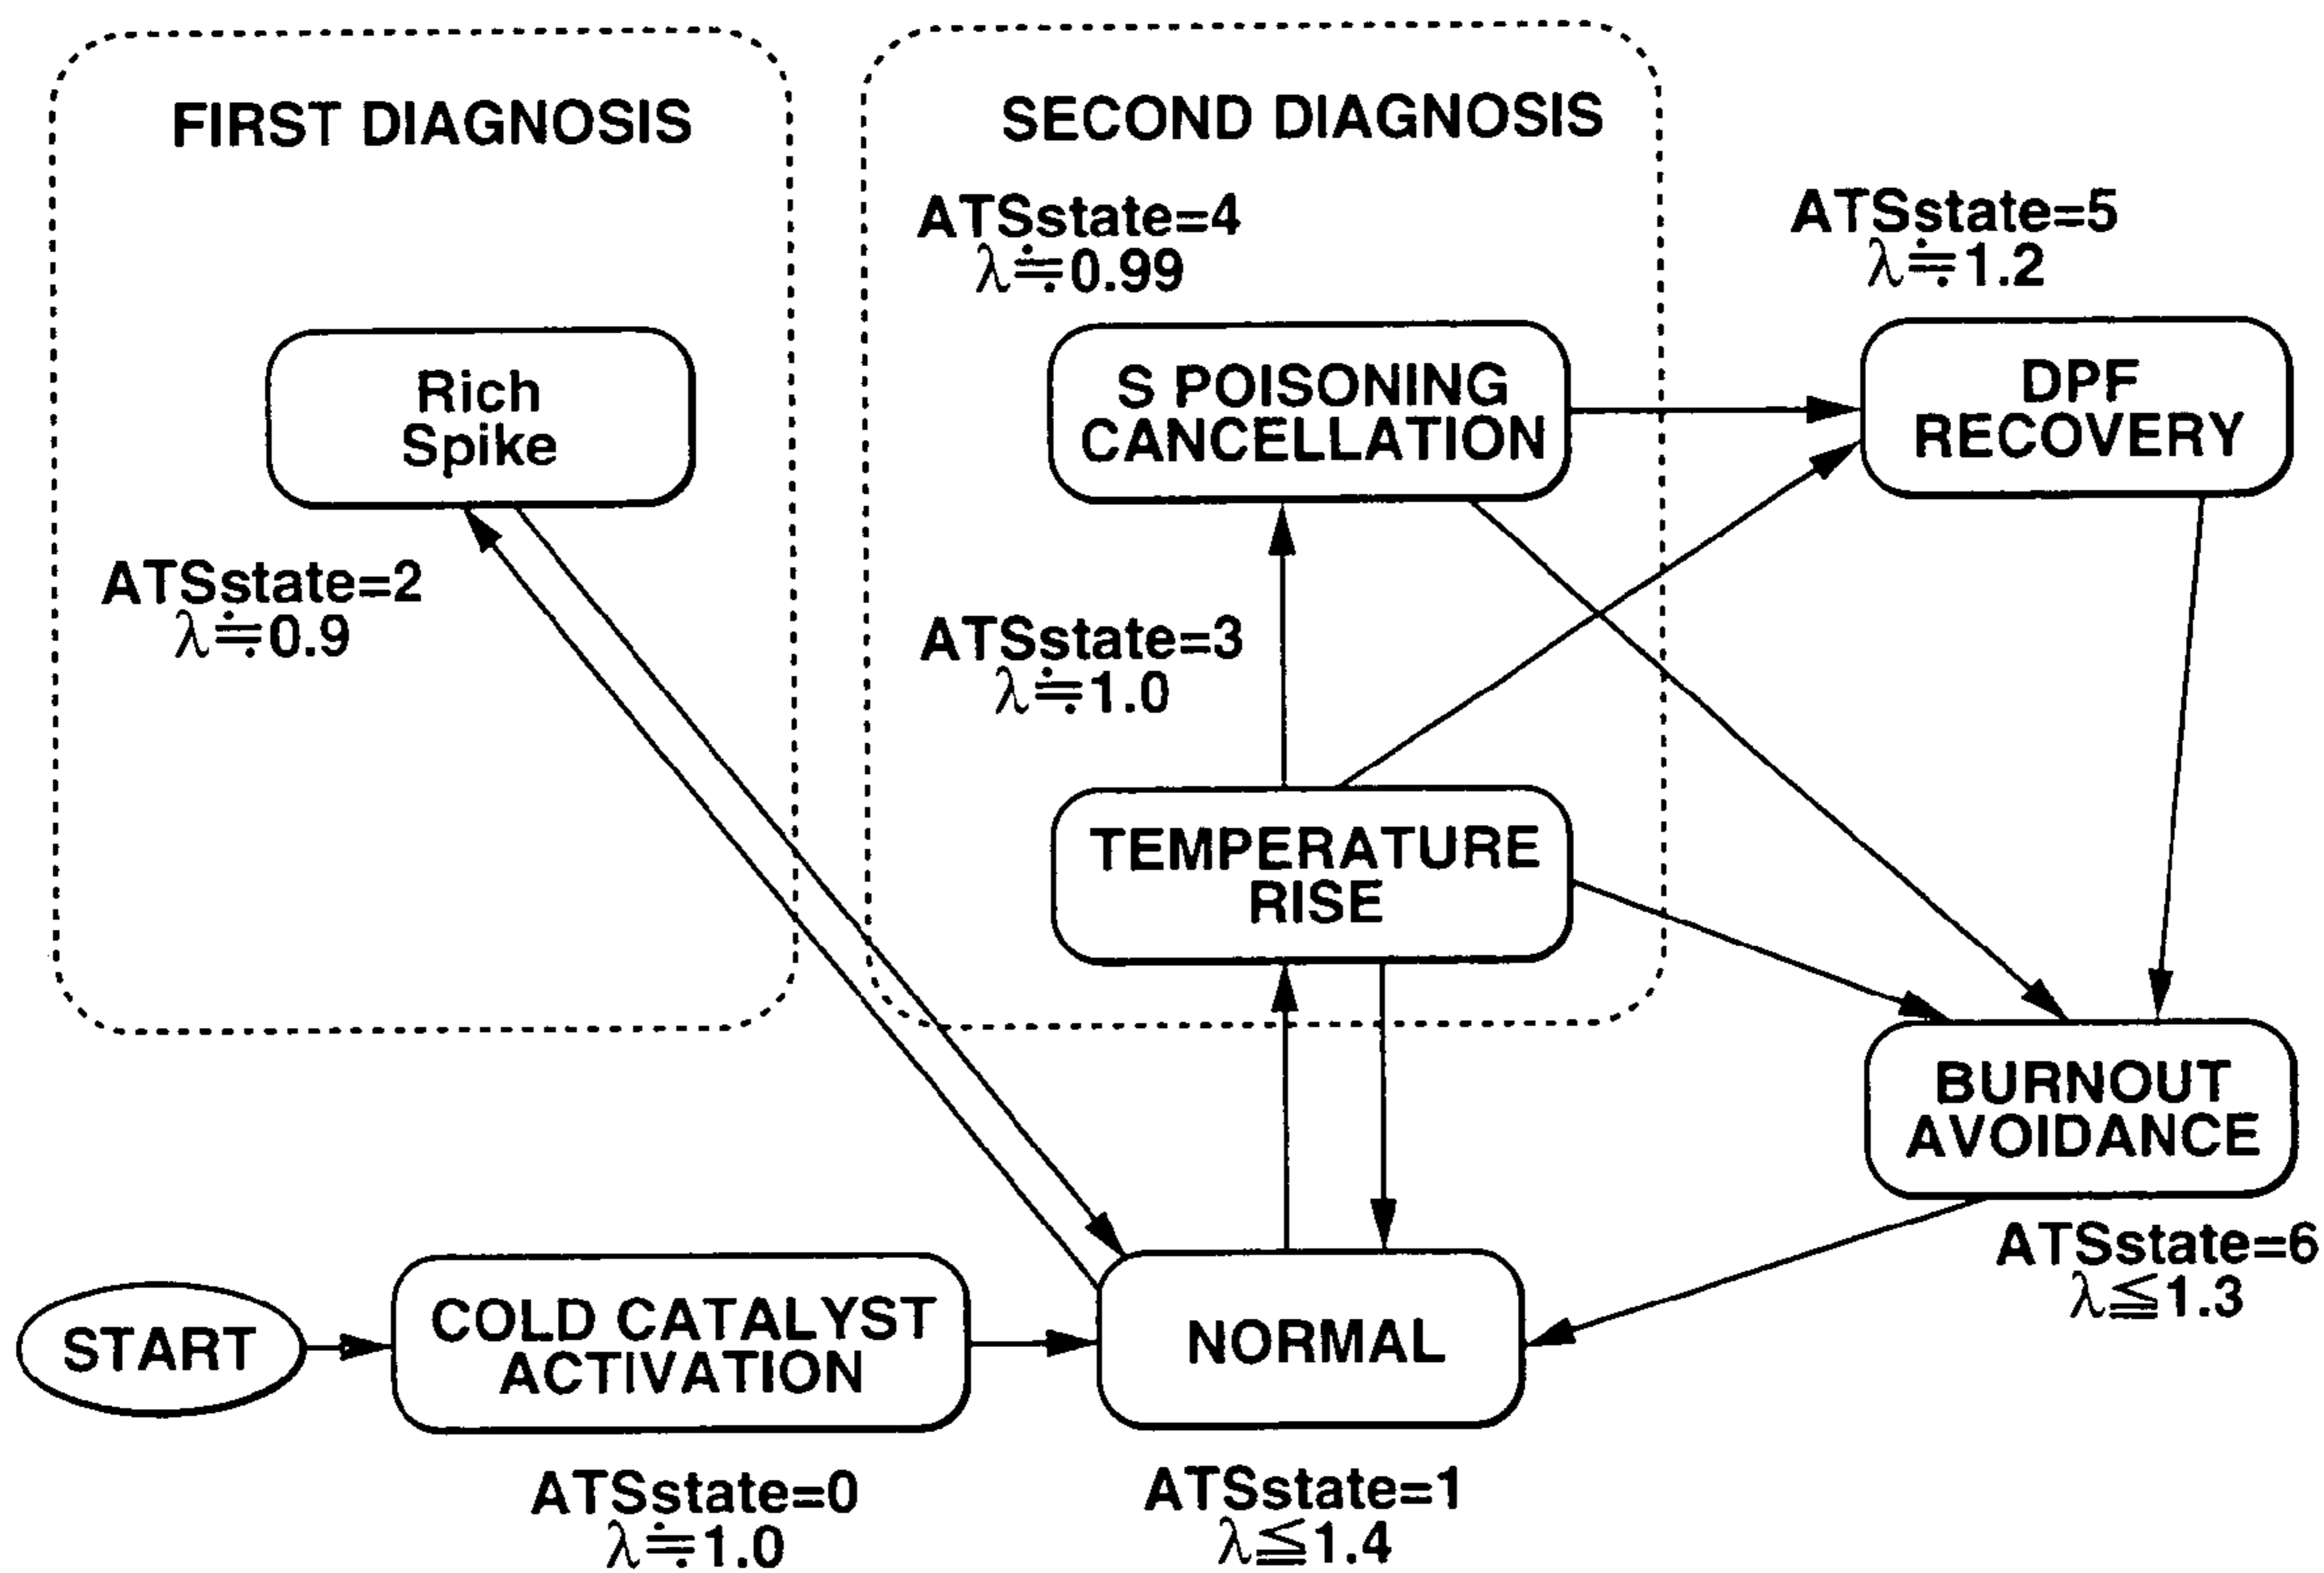 FIRST DIAGNOSIS
SECOND DIAGNOSIS
ATSstate=4
λ≒0.99
ATSstate=5
λ≒1.2
Rich
Spike
S POISONING
CANCELLATION
DPF
RECOVERY
ATSstate=2
λ≒0.9
ATSstate=3
λ≒1.0
TEMPERATURE
RISE
BURNOUT
AVOIDANCE
ATSstate=6
λ≦1.3
START
COLD CATALYST
ACTIVATION
NORMAL
ATSstate=0
λ≒1.0
ATSstate=1
λ≦1.4